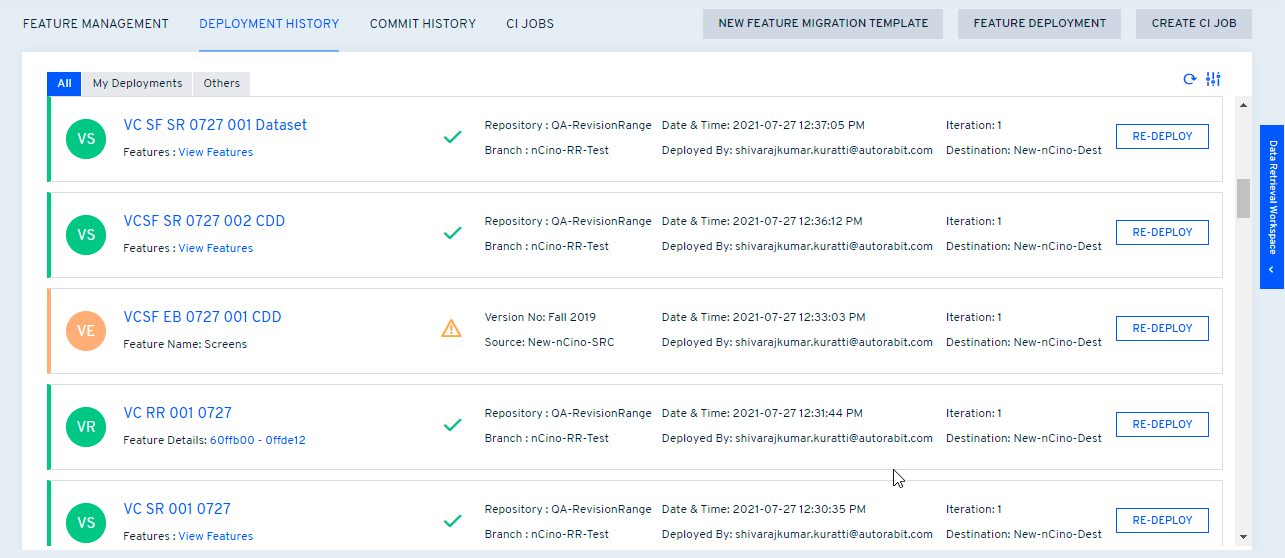 FEATURE MANAGEMENT DEPLOYMENT HISTORY COMMIT HISTORY CI JOBS NEW FEATURE MIGRATION TEMPLATE FEATURE DEPLOYMENT CREATE CI JOB
All My Deployments Others
VS VC SF SR 0727 001 Dataset Repository : QA-RevisionRange Date & Time: 2021-07-27 12:37:05 PM Iteration: 1 RE-DEPLOY
Features : View Features Branch : nCino-RR-Test Deployed By: shivarajkumar.kuratti@autorabit.com Destination: New-nCino-Dest
VS VCSF SR 0727 002 CDD Repository : QA-RevisionRange Date & Time: 2021-07-27 12:36:12 PM Iteration: 1 RE-DEPLOY
Features : View Features Branch : nCino-RR-Test Deployed By: shivarajkumar.kuratti@autorabit.com Destination: New-nCino-Dest
VE VCSF EB 0727 001 CDD Version No: Fall 2019 Date & Time: 2021-07-27 12:33:03 PM Iteration: 1 RE-DEPLOY
Feature Name: Screens Source: New-nCino-SRC Deployed By: shivarajkumar.kuratti@autorabit.com Destination: New-nCino-Dest
VR VC RR 001 0727 Repository : QA-RevisionRange Date & Time: 2021-07-27 12:31:44 PM Iteration: 1 RE-DEPLOY
Feature Details: 60ffb00 - 0ffde12 Branch : nCino-RR-Test Deployed By: shivarajkumar.kuratti@autorabit.com Destination: New-nCino-Dest
VS VC SR 001 0727 Repository : QA-RevisionRange Date & Time: 2021-07-27 12:30:35 PM Iteration: 1 RE-DEPLOY
Features : View Features Branch : nCino-RR-Test Deployed By: shivarajkumar.kuratti@autorabit.com Destination: New-nCino-Dest
Data Retrieval Workspace